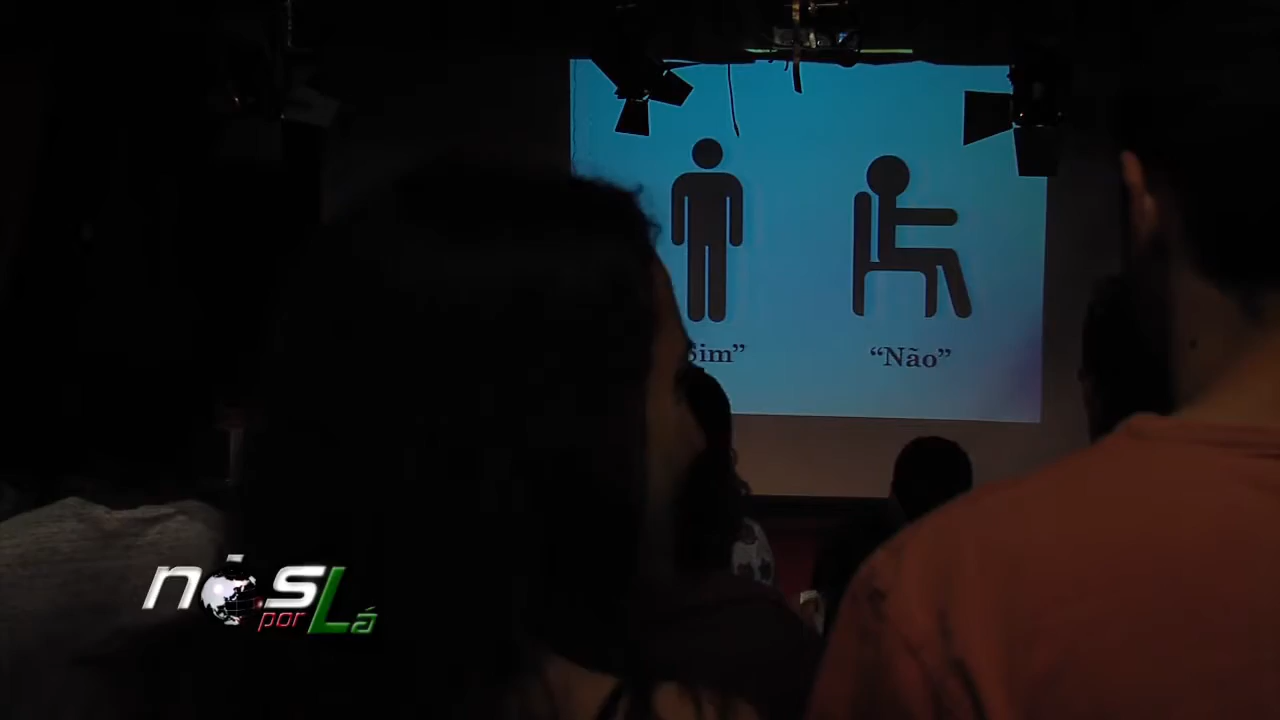 “Sim”
“Não”
nós
por Lá